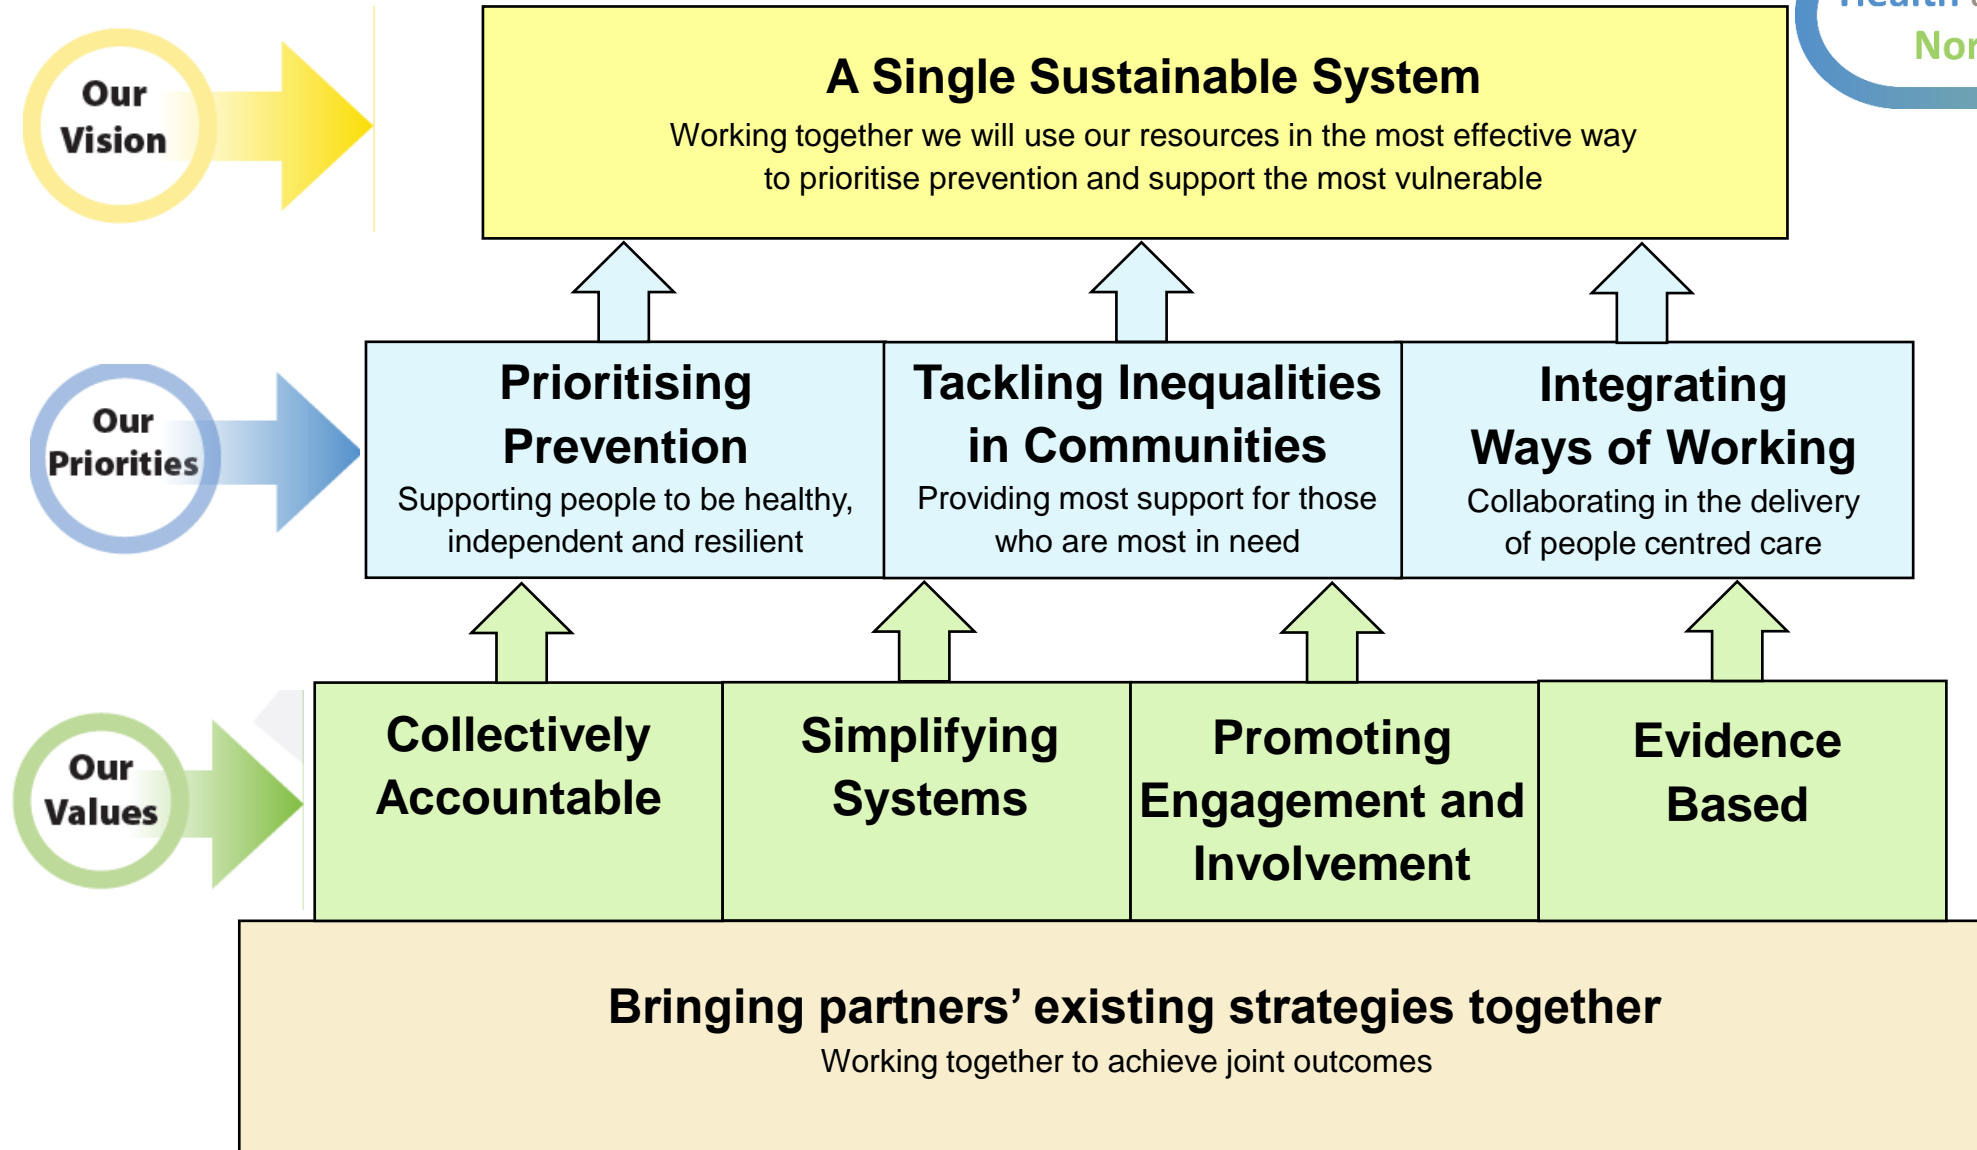 Health
Our
Vision
A Single Sustainable System
Working together we will use our resources in the most effective way
to prioritise prevention and support the most vulnerable
Our
Priorities
Prioritising
Prevention
Supporting people to be healthy,
independent and resilient
Tackling Inequalities
in Communities
Providing most support for those
who are most in need
Integrating
Ways of Working
Collaborating in the delivery
of people centred care
Our
Values
Collectively
Accountable
Simplifying
Systems
Promoting
Engagement and
Involvement
Evidence
Based
Bringing partners’ existing strategies together
Working together to achieve joint outcomes